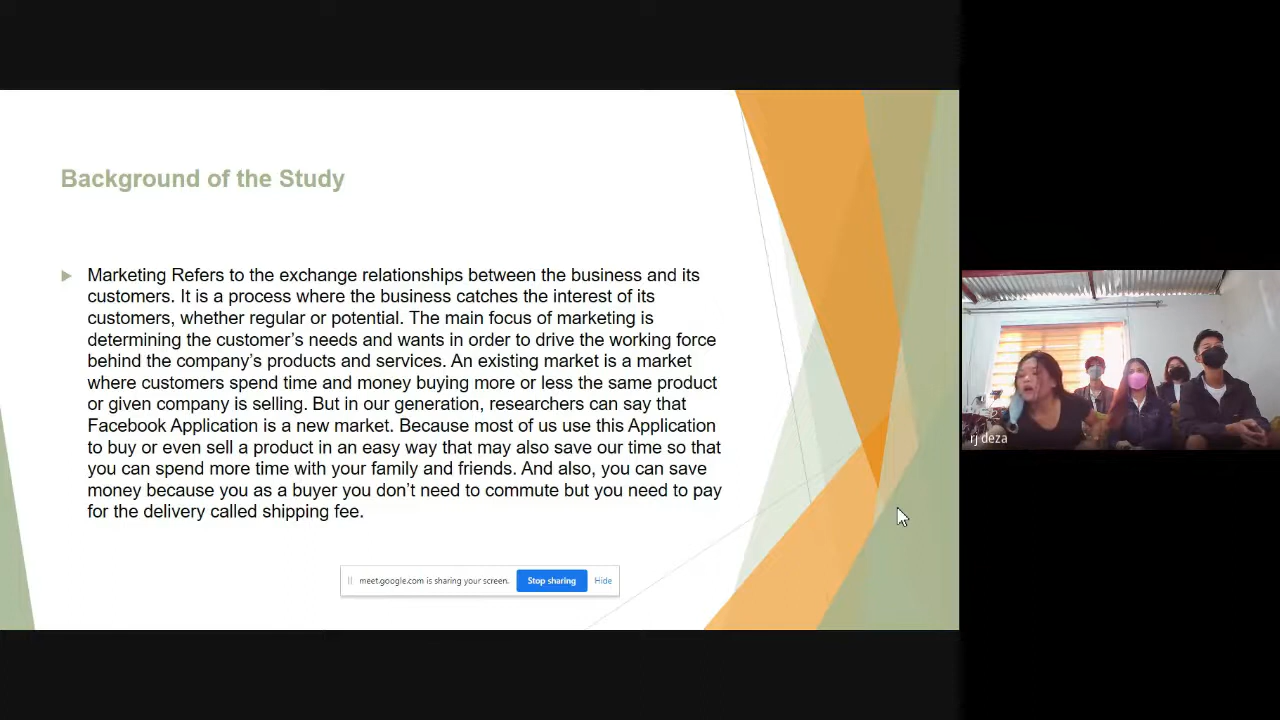 Background of the Study
Marketing Refers to the exchange relationships between the business and its
customers. It is a process where the business catches the interest of its
customers, whether regular or potential. The main focus of marketing is
determining the customer's needs and wants in order to drive the working force
behind the company's products and services. An existing market is a market
where customers spend time and money buying more or less the same product
or given company is selling. But in our generation, researchers can say that
Facebook Application is a new market. Because most of us use this Application
to buy or even sell a product in an easy way that may also save our time so that
you can spend more time with your family and friends. And also, you can save
money because you as a buyer you don't need to commute but you need to pay
for the delivery called shipping fee.
meet.google.com is sharing your screen.
Stop sharing
Hide
rj deza